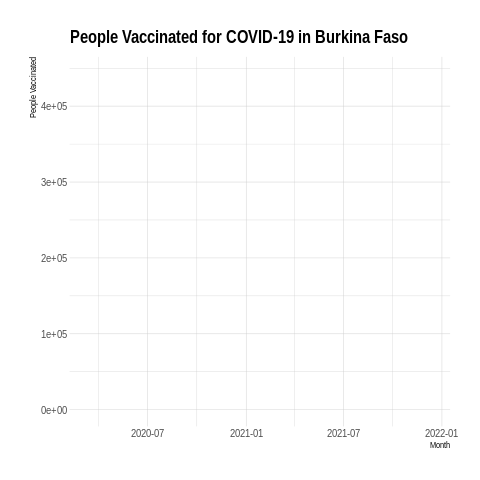 People Vaccinated for COVID-19 in Burkina Faso
People Vaccinated
4e+05
3e+05
2e+05
1e+05
0e+00
2020-07 2021-01 2021-07 2022-01
Month